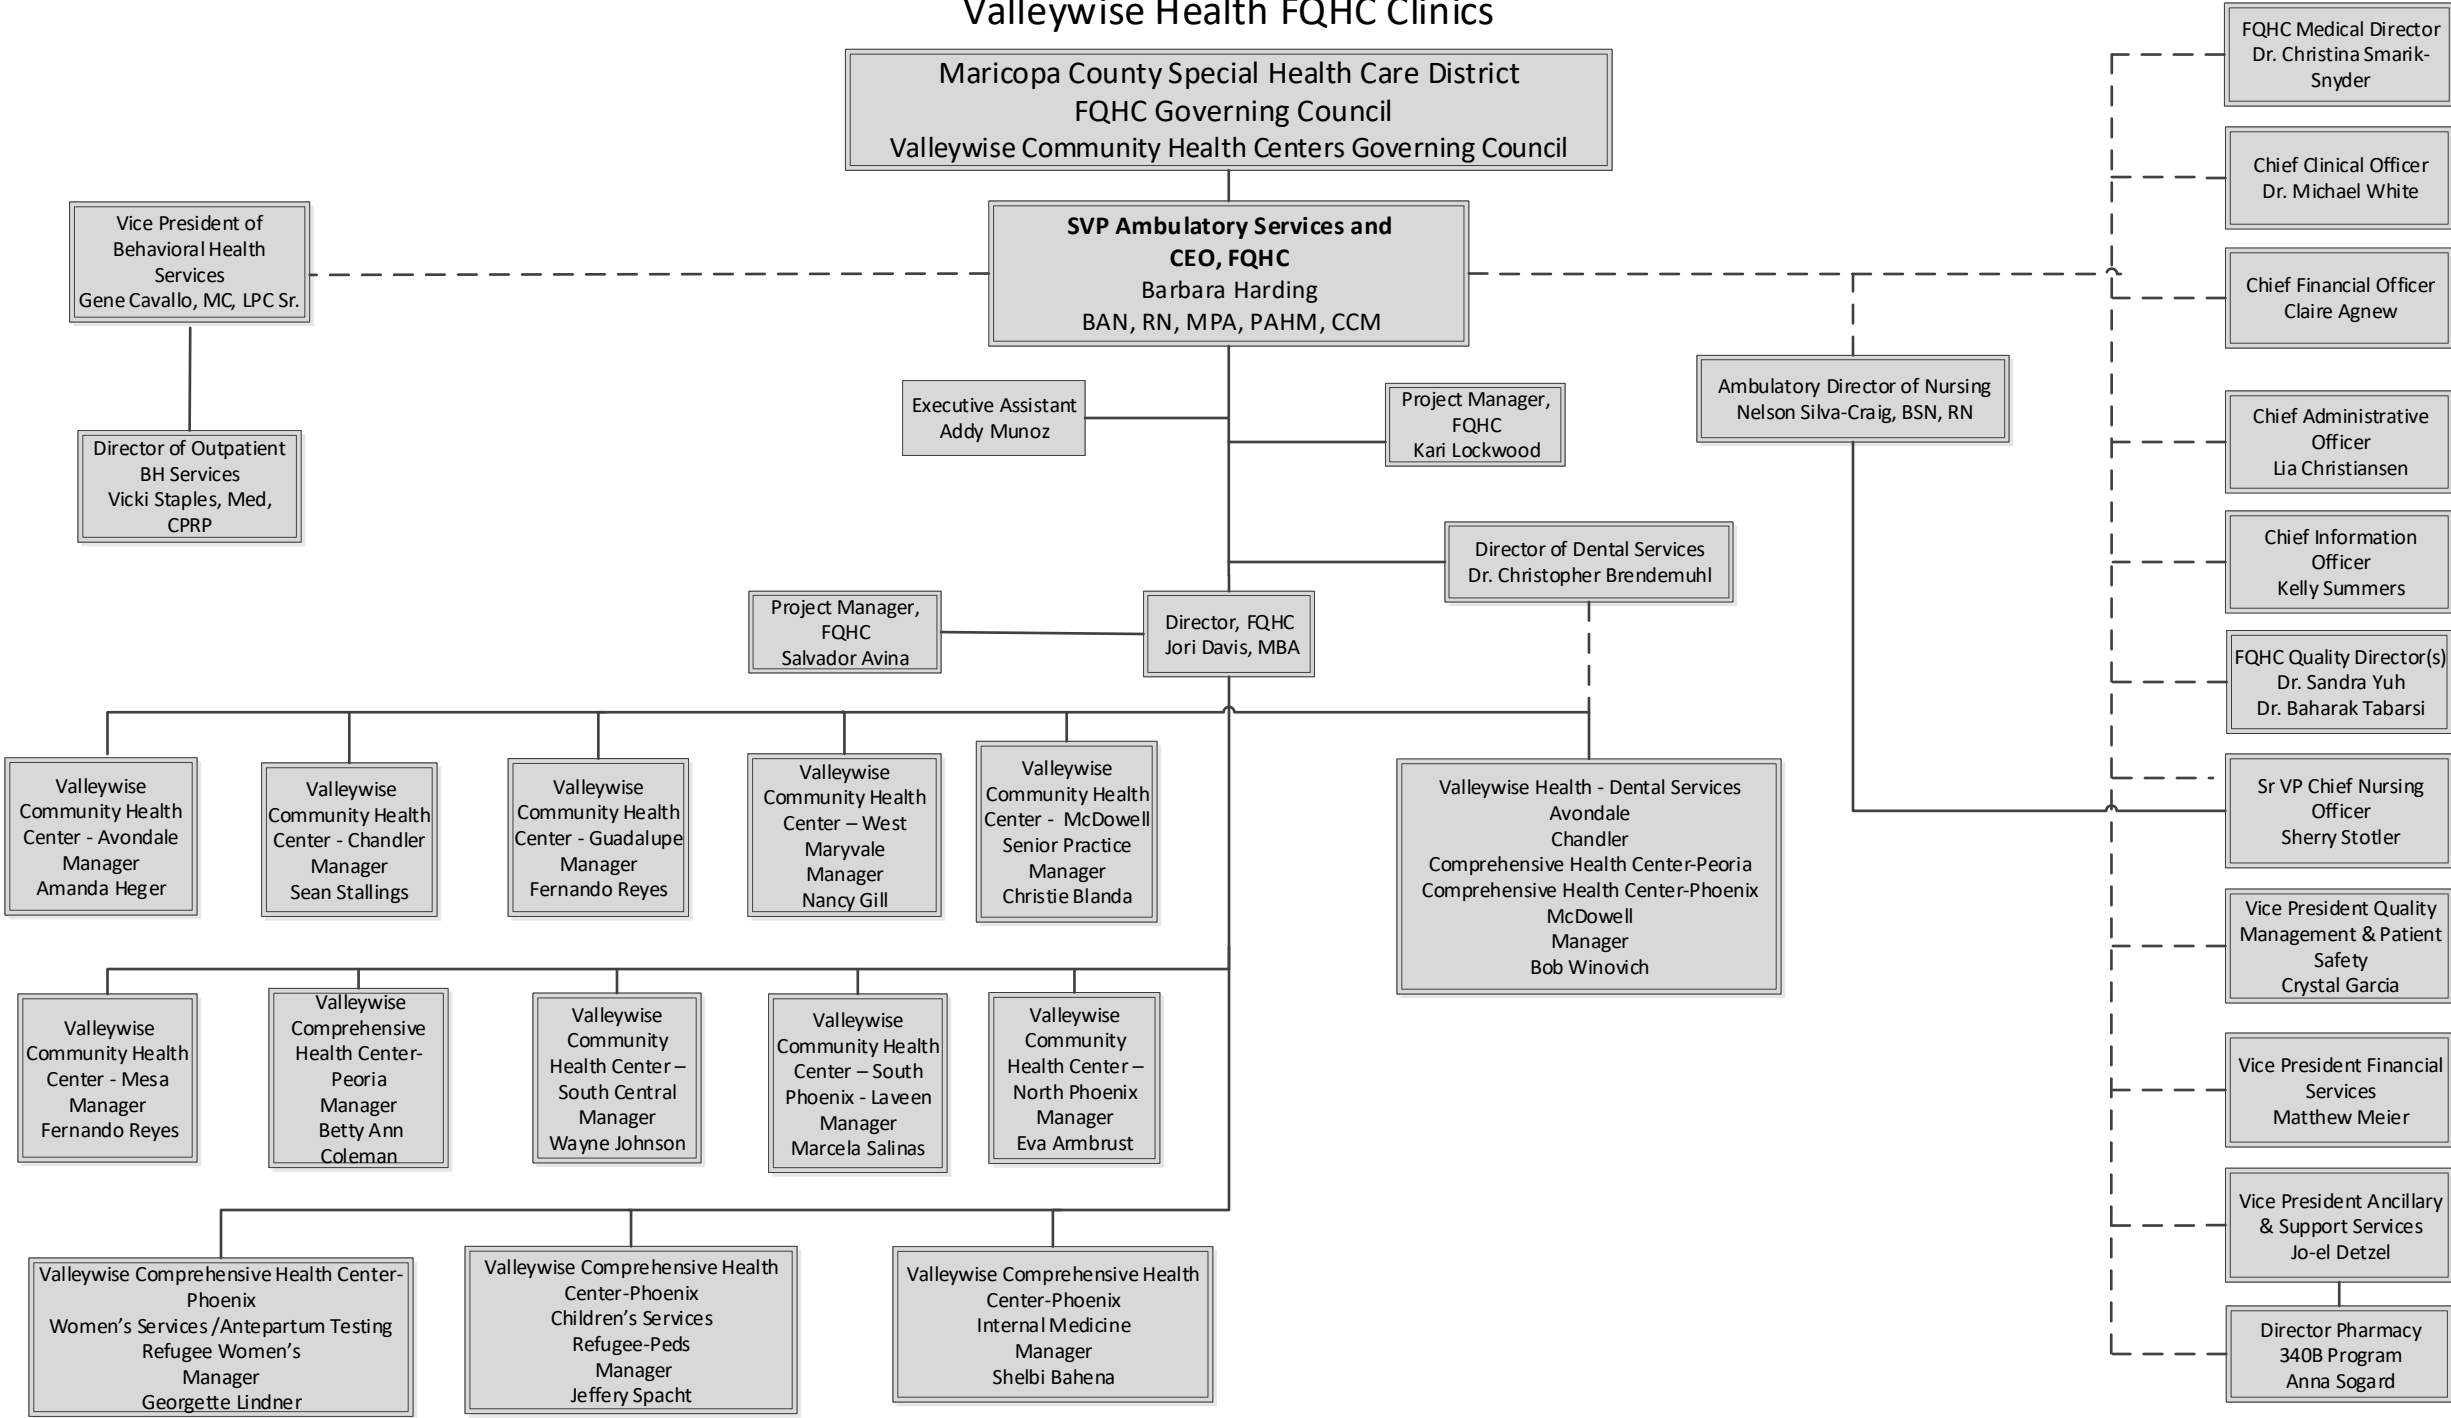 Valleywise Health FQHC Clinics
Maricopa County Special Health Care District
FQHC Governing Council
Valleywise Community Health Centers Governing Council
SVP Ambulatory Services and
CEO, FQHC
Barbara Harding
BAN, RN, MPA, PAHM, CCM
Vice President of
Behavioral Health
Services
Gene Cavallo, MC, LPC Sr.
Director of Outpatient
BH Services
Vicki Staples, Med,
CPRP
Executive Assistant
Addy Munoz
Project Manager,
FQHC
Kari Lockwood
Ambulatory Director of Nursing
Nelson Silva-Craig, BSN, RN
Director of Dental Services
Dr. Christopher Brendemuhl
Project Manager,
FQHC
Salvador Avina
Director, FQHC
Jori Davis, MBA
Valleywise
Community Health
Center - Avondale
Manager
Amanda Heger
Valleywise
Community Health
Center - Chandler
Manager
Sean Stallings
Valleywise
Community Health
Center - Guadalupe
Manager
Fernando Reyes
Valleywise
Community Health
Center – West
Maryvale
Manager
Nancy Gill
Valleywise
Community Health
Center - McDowell
Senior Practice
Manager
Christie Blanda
Valleywise Health - Dental Services
Avondale
Chandler
Comprehensive Health Center-Peoria
Comprehensive Health Center-Phoenix
McDowell
Manager
Bob Winovich
Valleywise
Community Health
Center - Mesa
Manager
Fernando Reyes
Valleywise
Comprehensive
Health Center-
Peoria
Manager
Betty Ann
Coleman
Valleywise
Community
Health Center –
South Central
Manager
Wayne Johnson
Valleywise
Community Health
Center – South
Phoenix - Laveen
Manager
Marcela Salinas
Valleywise
Community
Health Center –
North Phoenix
Manager
Eva Armbrust
Valleywise Comprehensive Health Center-
Phoenix
Women's Services /Antepartum Testing
Refugee Women's
Manager
Georgette Lindner
Valleywise Comprehensive Health
Center-Phoenix
Children's Services
Refugee-Peds
Manager
Jeffery Spacht
Valleywise Comprehensive Health
Center-Phoenix
Internal Medicine
Manager
Shelbi Bahena
FQHC Medical Director
Dr. Christina Smarik-
Snyder
Chief Clinical Officer
Dr. Michael White
Chief Financial Officer
Claire Agnew
Chief Administrative
Officer
Lia Christiansen
Chief Information
Officer
Kelly Summers
FQHC Quality Director(s)
Dr. Sandra Yuh
Dr. Baharak Tabarsi
Sr VP Chief Nursing
Officer
Sherry Stotler
Vice President Quality
Management & Patient
Safety
Crystal Garcia
Vice President Financial
Services
Matthew Meier
Vice President Ancillary
& Support Services
Jo-el Detzel
Director Pharmacy
340B Program
Anna Sogard